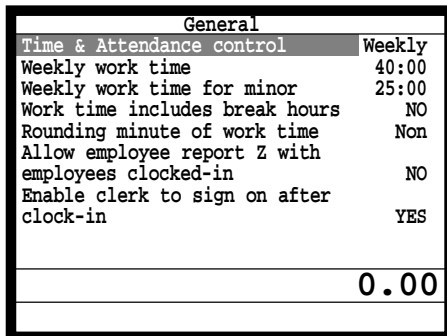 General
Time & Attendance control Weekly
Weekly work time 40:00
Weekly work time for minor 25:00
Work time includes break hours NO
Rounding minute of work time Non
Allow employee report Z with
employees clocked-in NO
Enable clerk to sign on after
clock-in YES
0.00